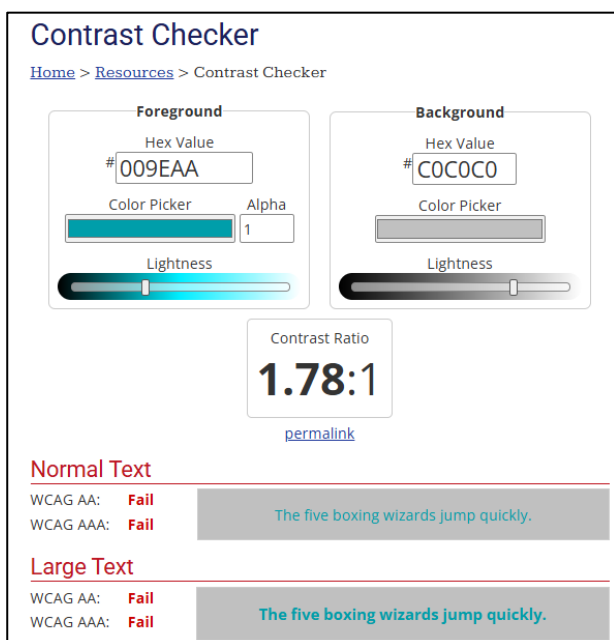 Contrast Checker
Home > Resources > Contrast Checker
Foreground
Hex Value
#009EAA
Color Picker Alpha
1
Lightness
Background
Hex Value
#C0C0C0
Color Picker
Lightness
Contrast Ratio
1.78:1
permalink
Normal Text
WCAG AA: Fail
WCAG AAA: Fail
The five boxing wizards jump quickly.
Large Text
WCAG AA: Fail
WCAG AAA: Fail
The five boxing wizards jump quickly.